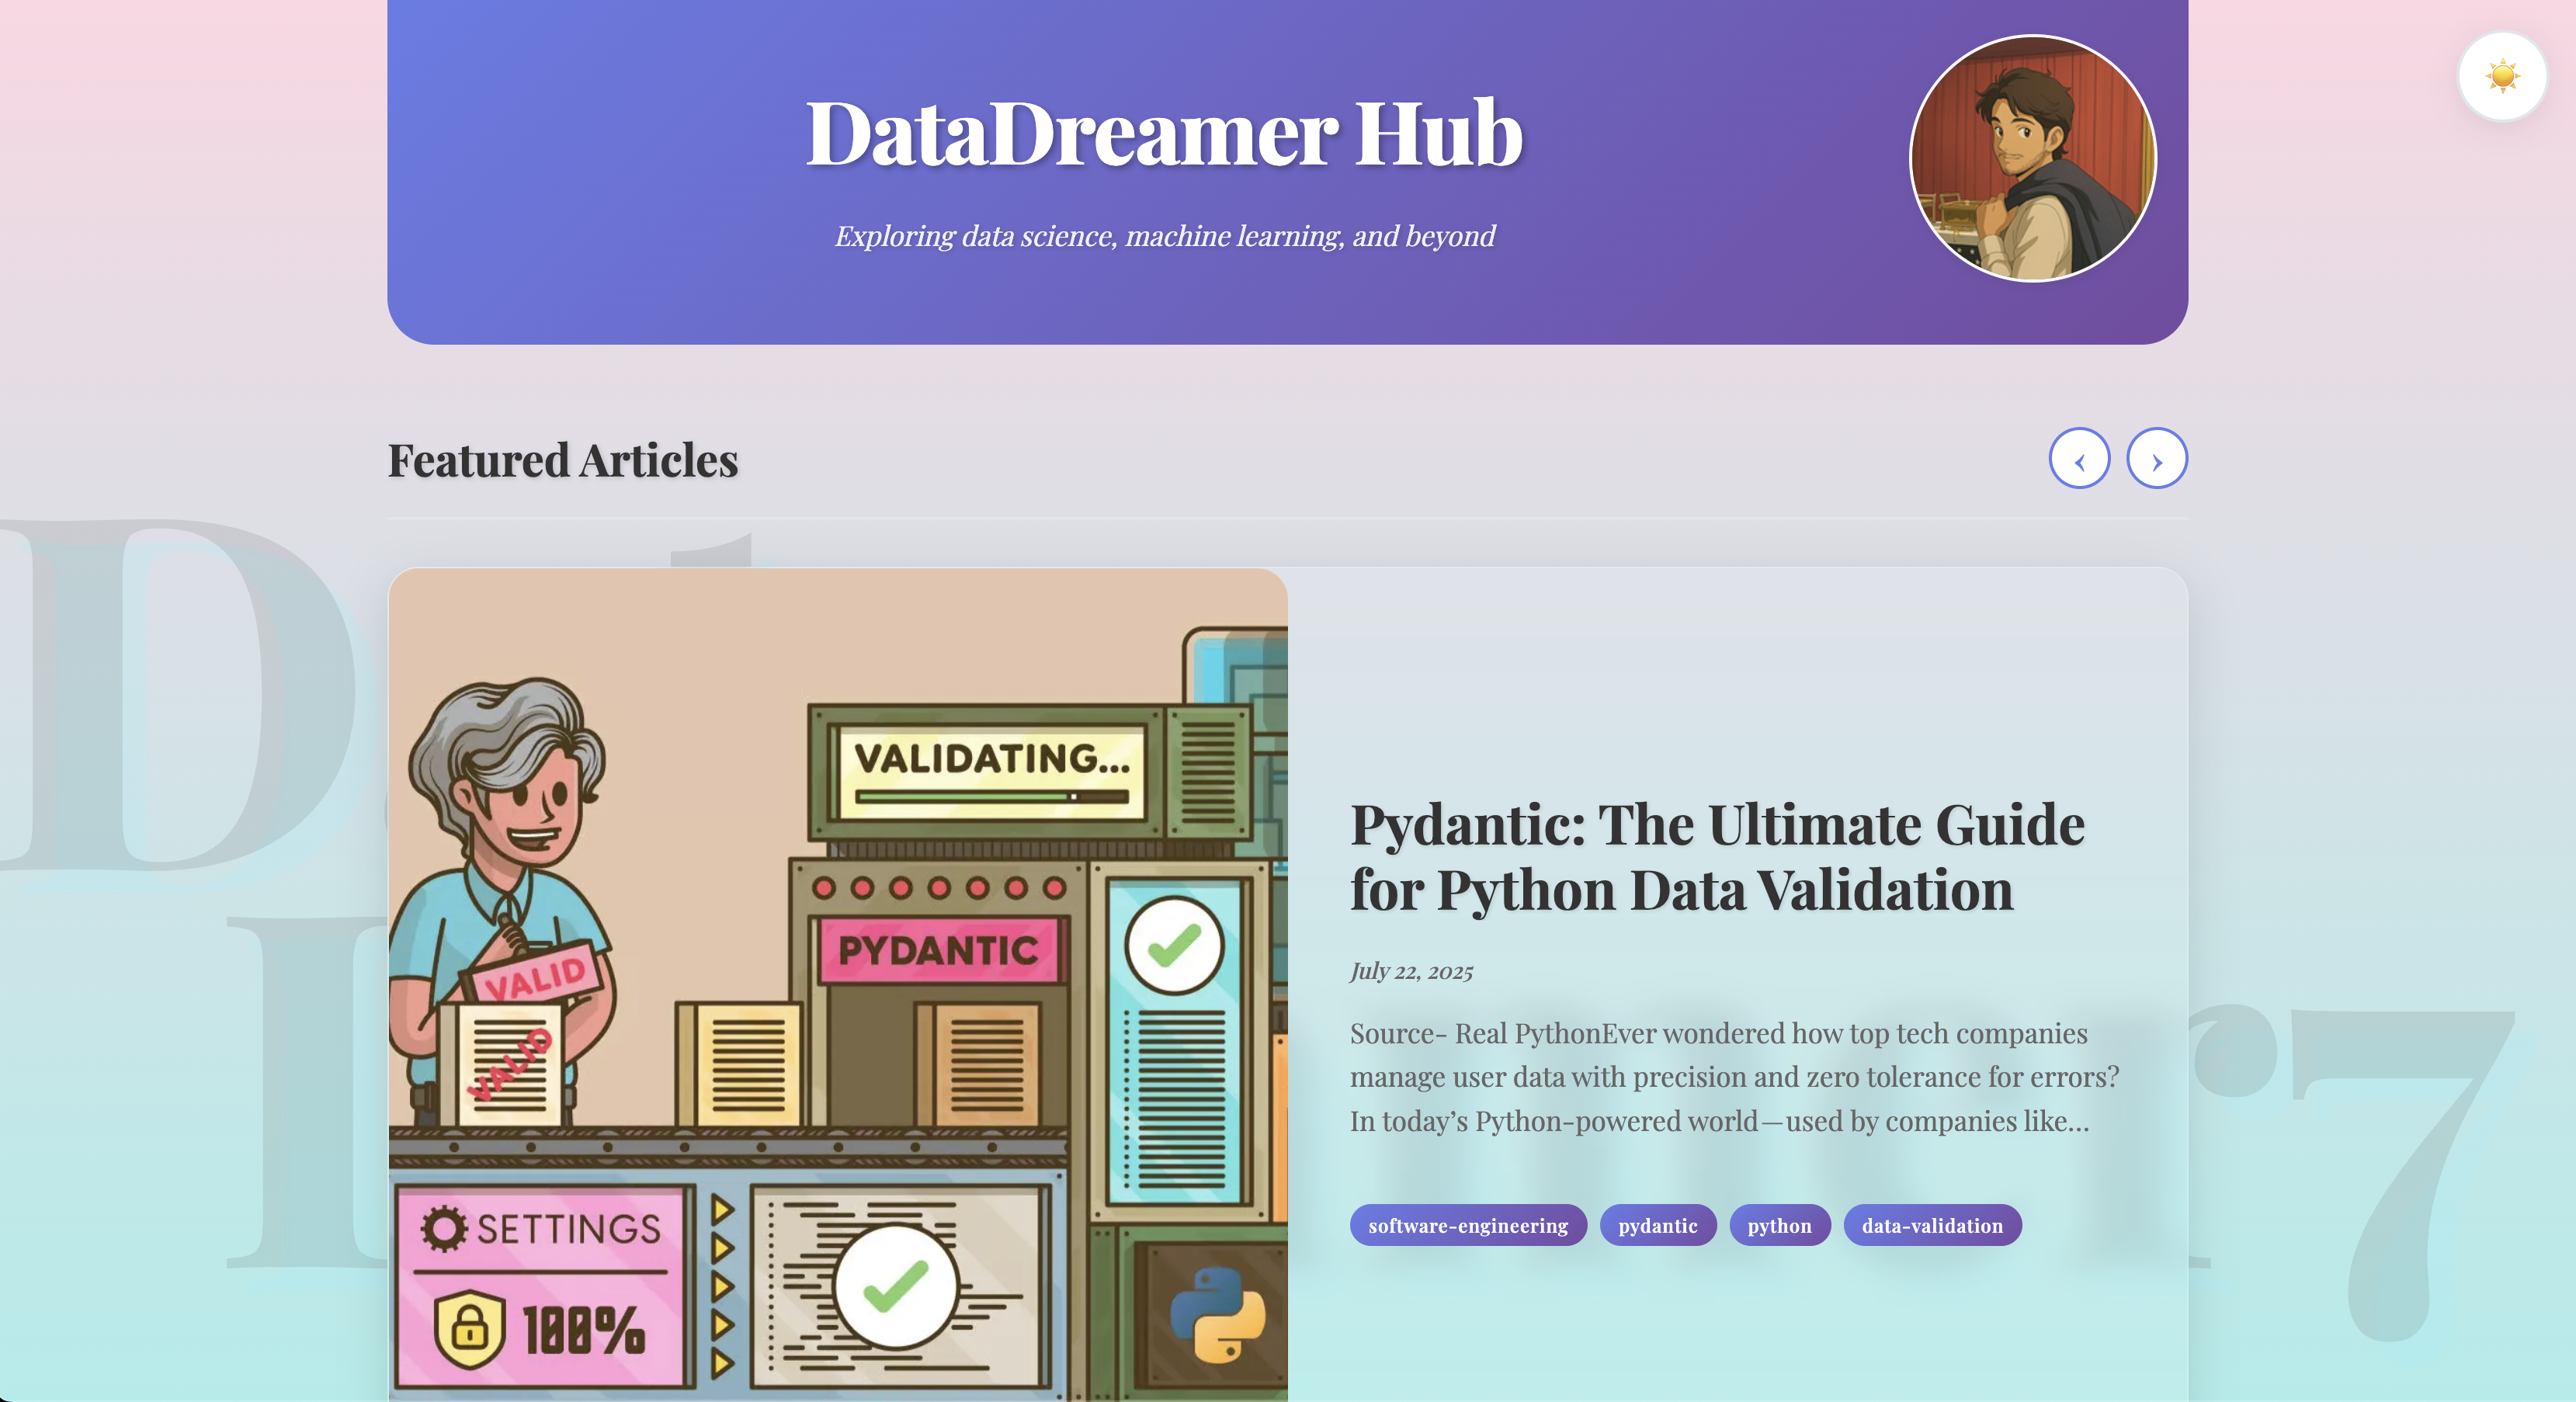 DataDreamer Hub
Exploring data science, machine learning, and beyond
Featured Articles
VALIDATING...
PYDANTIC
VALID
VALID
SETTINGS
100%
Pydantic: The Ultimate Guide
for Python Data Validation
July 22, 2025
Source- Real PythonEver wondered how top tech companies
manage user data with precision and zero tolerance for errors?
In today’s Python-powered world—used by companies like...
software-engineering
pydantic
python
data-validation